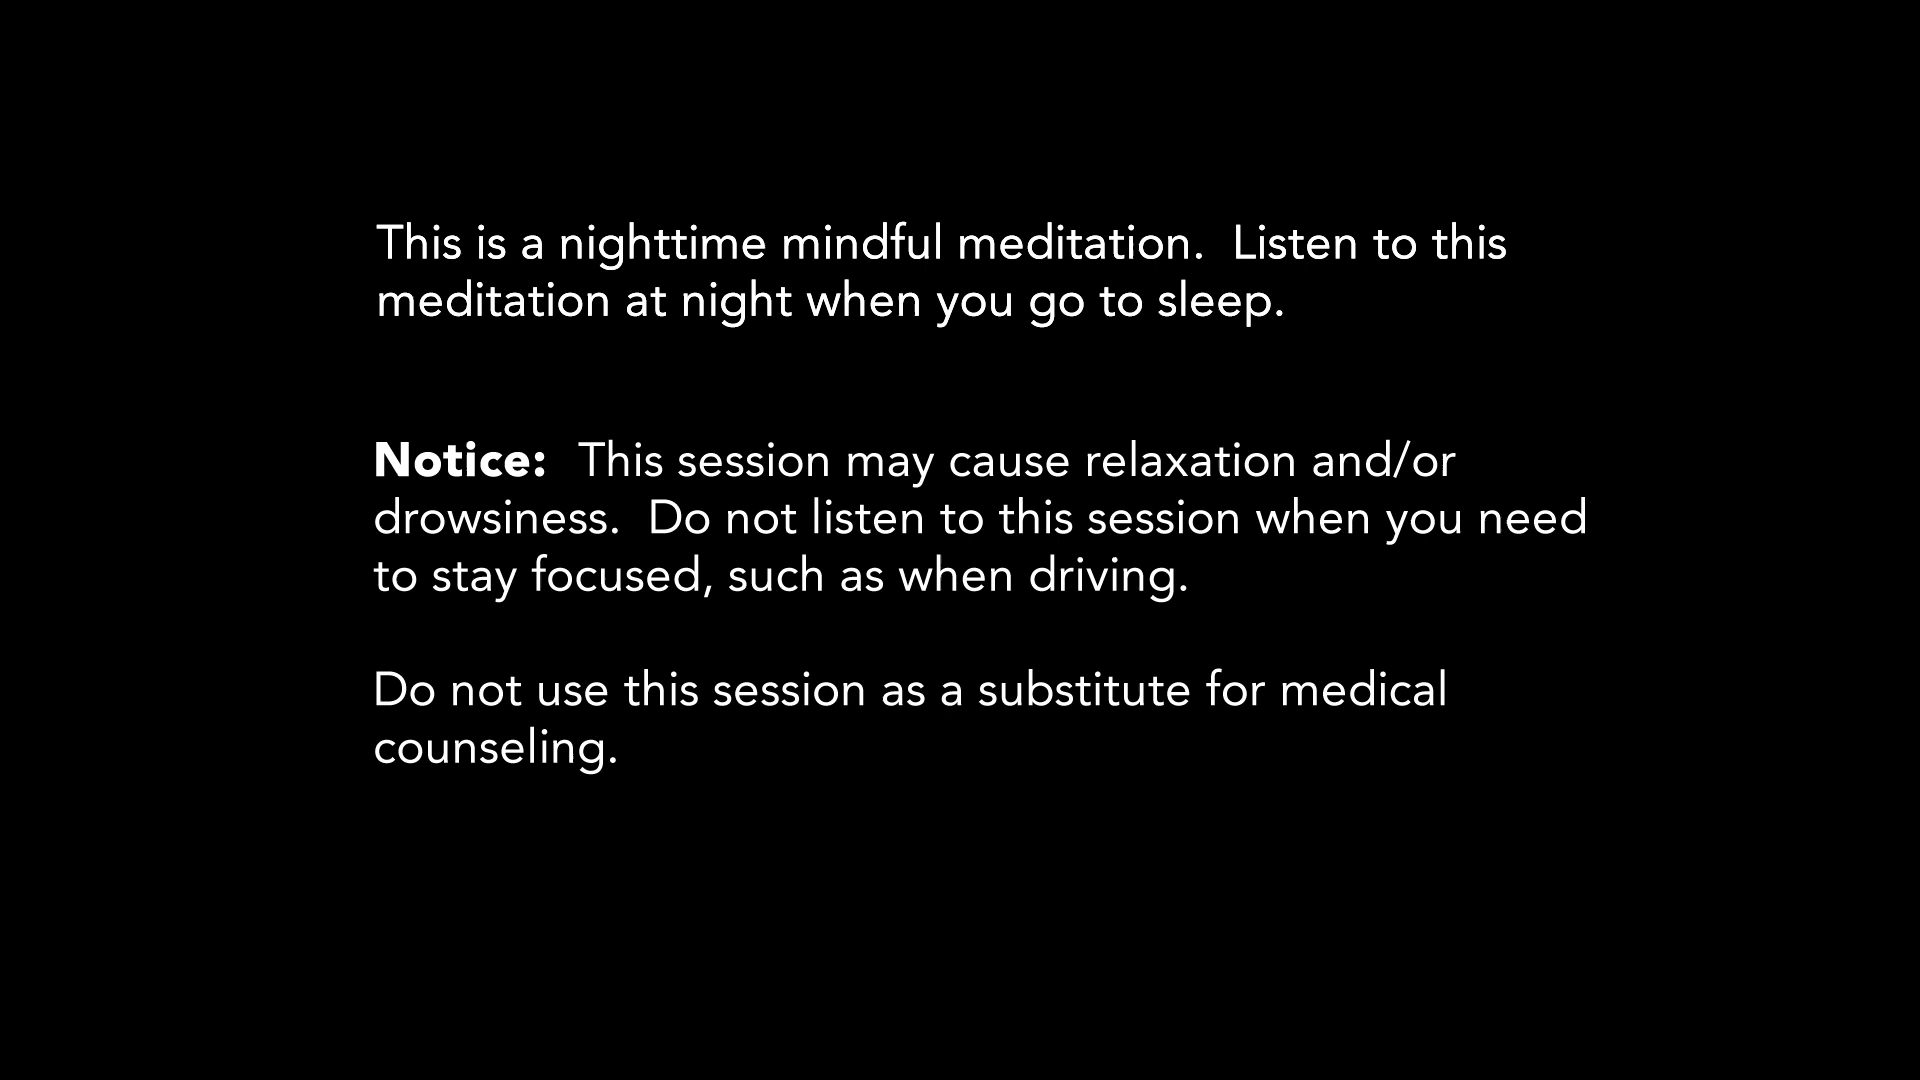 This is a nighttime mindful meditation.  Listen to this
meditation at night when you go to sleep.
Notice:  This session may cause relaxation and/or
drowsiness.  Do not listen to this session when you need
to stay focused, such as when driving.
Do not use this session as a substitute for medical
counseling.